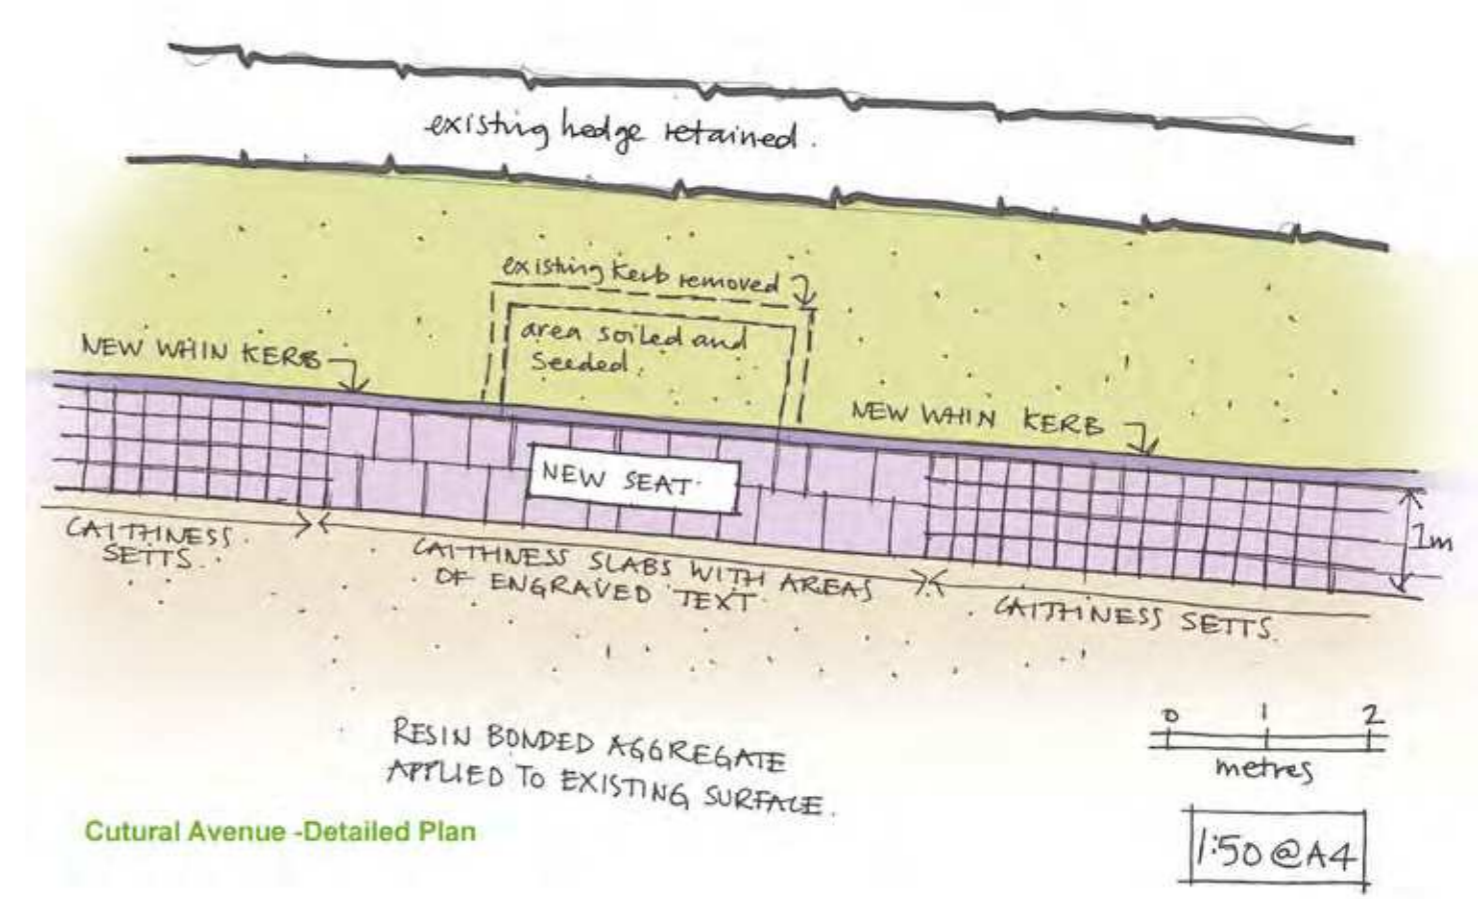 existing hedge retained.
existing kerb removed
area soiled and
seeded.
NEW WHIN KERB
NEW WHIN KERB
NEW SEAT.
1m
CAITHNESS
SETTS.
CAITHNESS SLABS WITH AREAS
OF ENGRAVED TEXT
CAITHNESS SETTS.
RESIN BONDED AGGREGATE
APPLIED TO EXISTING SURFACE.
0 1 2
metres
Cutural Avenue -Detailed Plan
1:50 @ A4